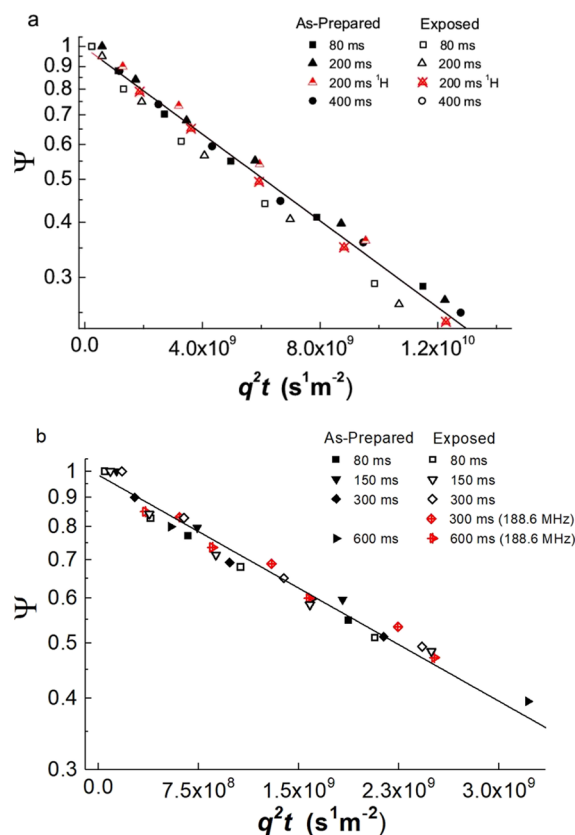 a
As-Prepared Exposed
80 ms 80 ms
200 ms 200 ms
200 ms ¹H 200 ms ¹H
400 ms 400 ms
1
0.9
0.8
0.7
0.6
0.5
0.4
0.3
Ψ
0.0 4.0x10⁹ 8.0x10⁹ 1.2x10¹⁰
q²t (s¹m⁻²)
b
As-Prepared Exposed
80 ms 80 ms
150 ms 150 ms
300 ms 300 ms
300 ms (188.6 MHz)
600 ms 600 ms (188.6 MHz)
1
0.9
0.8
0.7
0.6
0.5
0.4
0.3
Ψ
0.0 7.5x10⁸ 1.5x10⁹ 2.3x10⁹ 3.0x10⁹
q²t (s¹m⁻²)